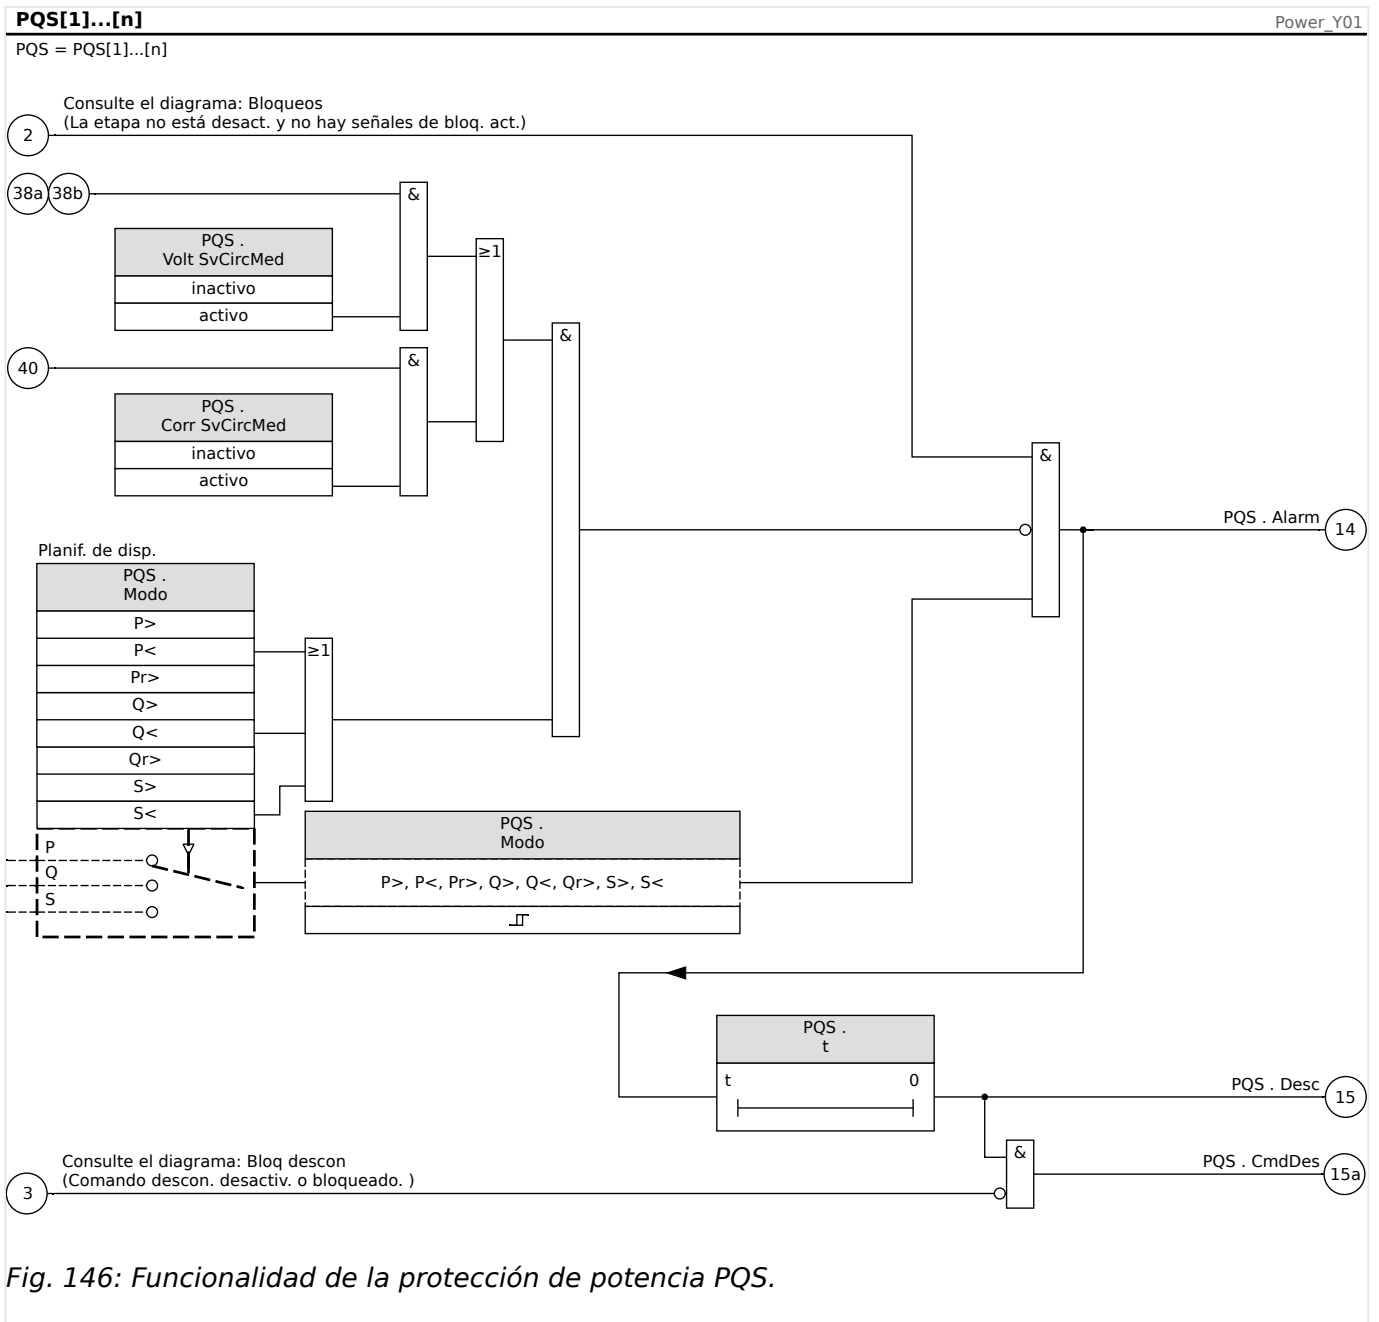 PQS[1]...[n]
Power_Y01
PQS = PQS[1]...[n]
Consulte el diagrama: Bloqueos
(La etapa no está desact. y no hay señales de bloq. act.)
2
38a
38b
&
PQS .
Volt SvCircMed
inactivo
activo
≥1
&
40
&
PQS .
Corr SvCircMed
inactivo
activo
&
PQS . Alarm
14
Planif. de disp.
PQS .
Modo
P>
P<
Pr>
Q>
Q<
Qr>
S>
S<
≥1
P
Q
S
PQS .
Modo
P>, P<, Pr>, Q>, Q<, Qr>, S>, S<
PQS .
t
t
0
PQS . Desc
15
&
PQS . CmdDes
15a
Consulte el diagrama: Bloq descon
(Comando descon. desactiv. o bloqueado. )
3
Fig. 146: Funcionalidad de la protección de potencia PQS.